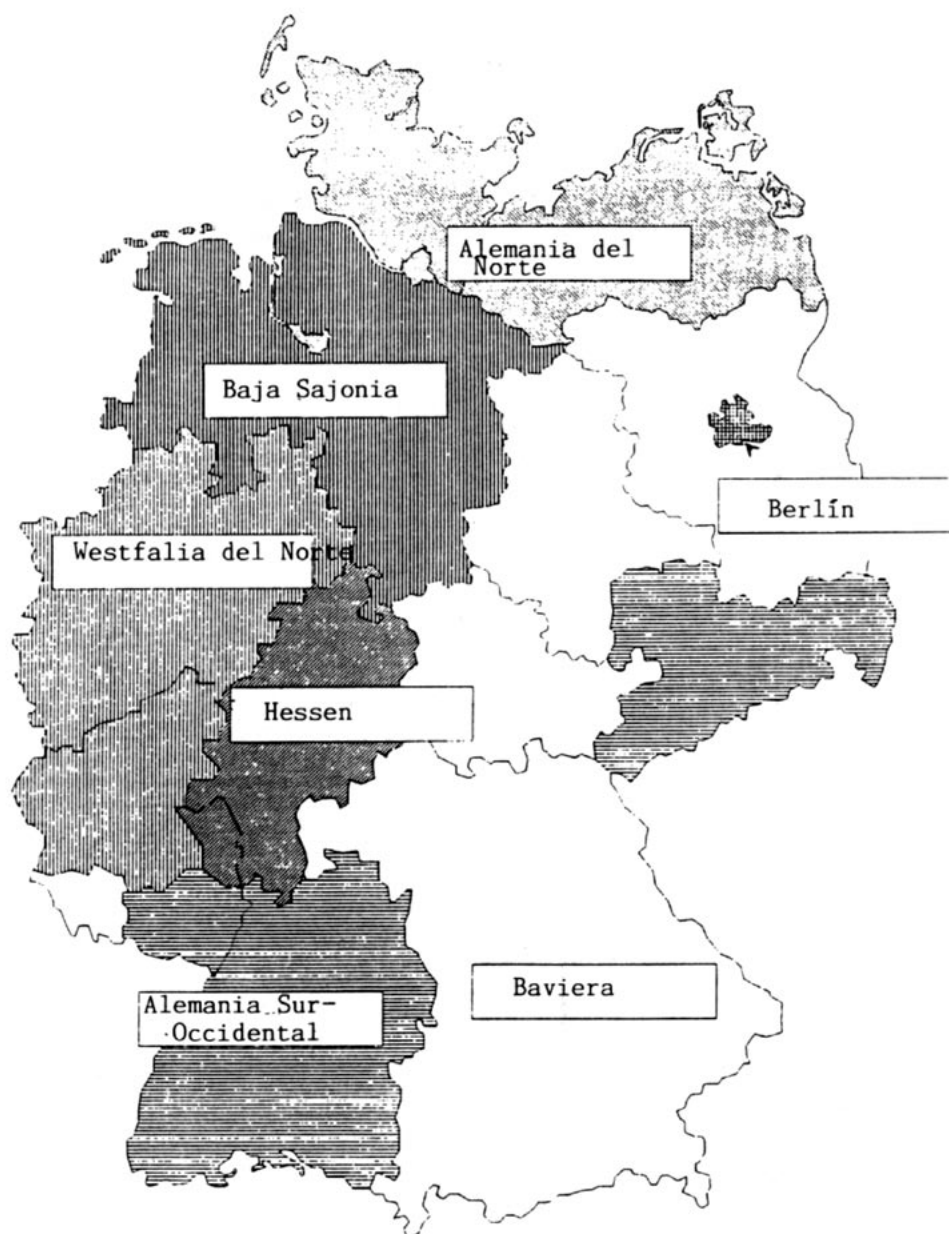 Alemania del
Norte
Baja Sajonia
Berlín
Westfalia del Norte
Hessen
Baviera
Alemania Sur-
Occidental